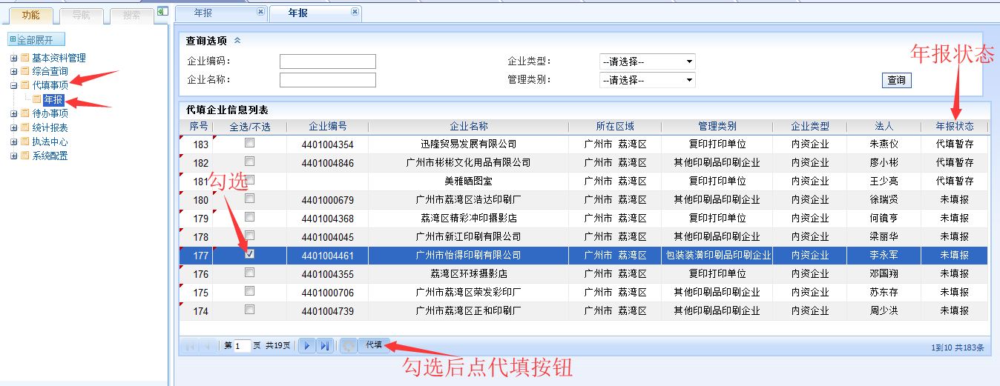 功能 导航 搜索
年报 年报
全部展开
基本资料管理
综合查询
代填事项
年报
待办事项
统计报表
执法中心
系统配置
查询选项
企业编码: 企业类型: --请选择--
企业名称: 管理类别: --请选择-- 查询
年报状态
代填企业信息列表
序号 全选/不选 企业编号 企业名称 所在区域 管理类别 企业类型 法人 年报状态
183 4401004354 迅隆贸易发展有限公司 广州市 荔湾区 复印打印单位 内资企业 朱燕仪 代填暂存
182 4401004846 广州市彬彬文化用品有限公司 广州市 荔湾区 其他印刷品印刷企业 内资企业 廖小彬 代填暂存
181 美雅晒图室 广州市 荔湾区 复印打印单位 内资企业 王少亮 代填暂存
勾选
180 4401000679 广州市荔湾区浩达印刷厂 广州市 荔湾区 其他印刷品印刷企业 内资企业 徐瑞贤 未填报
179 4401004368 荔湾区精彩冲印摄影店 广州市 荔湾区 复印打印单位 内资企业 何镜亨 未填报
178 4401004045 广州市新江印刷有限公司 广州市 荔湾区 其他印刷品印刷企业 内资企业 梁丽华 未填报
177 4401004461 广州市怡得印刷有限公司 广州市 荔湾区 包装装潢印刷品印刷企业 内资企业 李永军 未填报
176 4401004355 荔湾区环球摄影店 广州市 荔湾区 复印打印单位 内资企业 邓国翔 未填报
175 4401000706 广州市荔湾区荣发彩印厂 广州市 荔湾区 其他印刷品印刷企业 内资企业 苏东存 未填报
174 4401004739 广州市荔湾区正和印刷厂 广州市 荔湾区 其他印刷品印刷企业 内资企业 周少洪 未填报
第 1 页 共19页 代填 1到10 共183条
勾选后点代填按钮